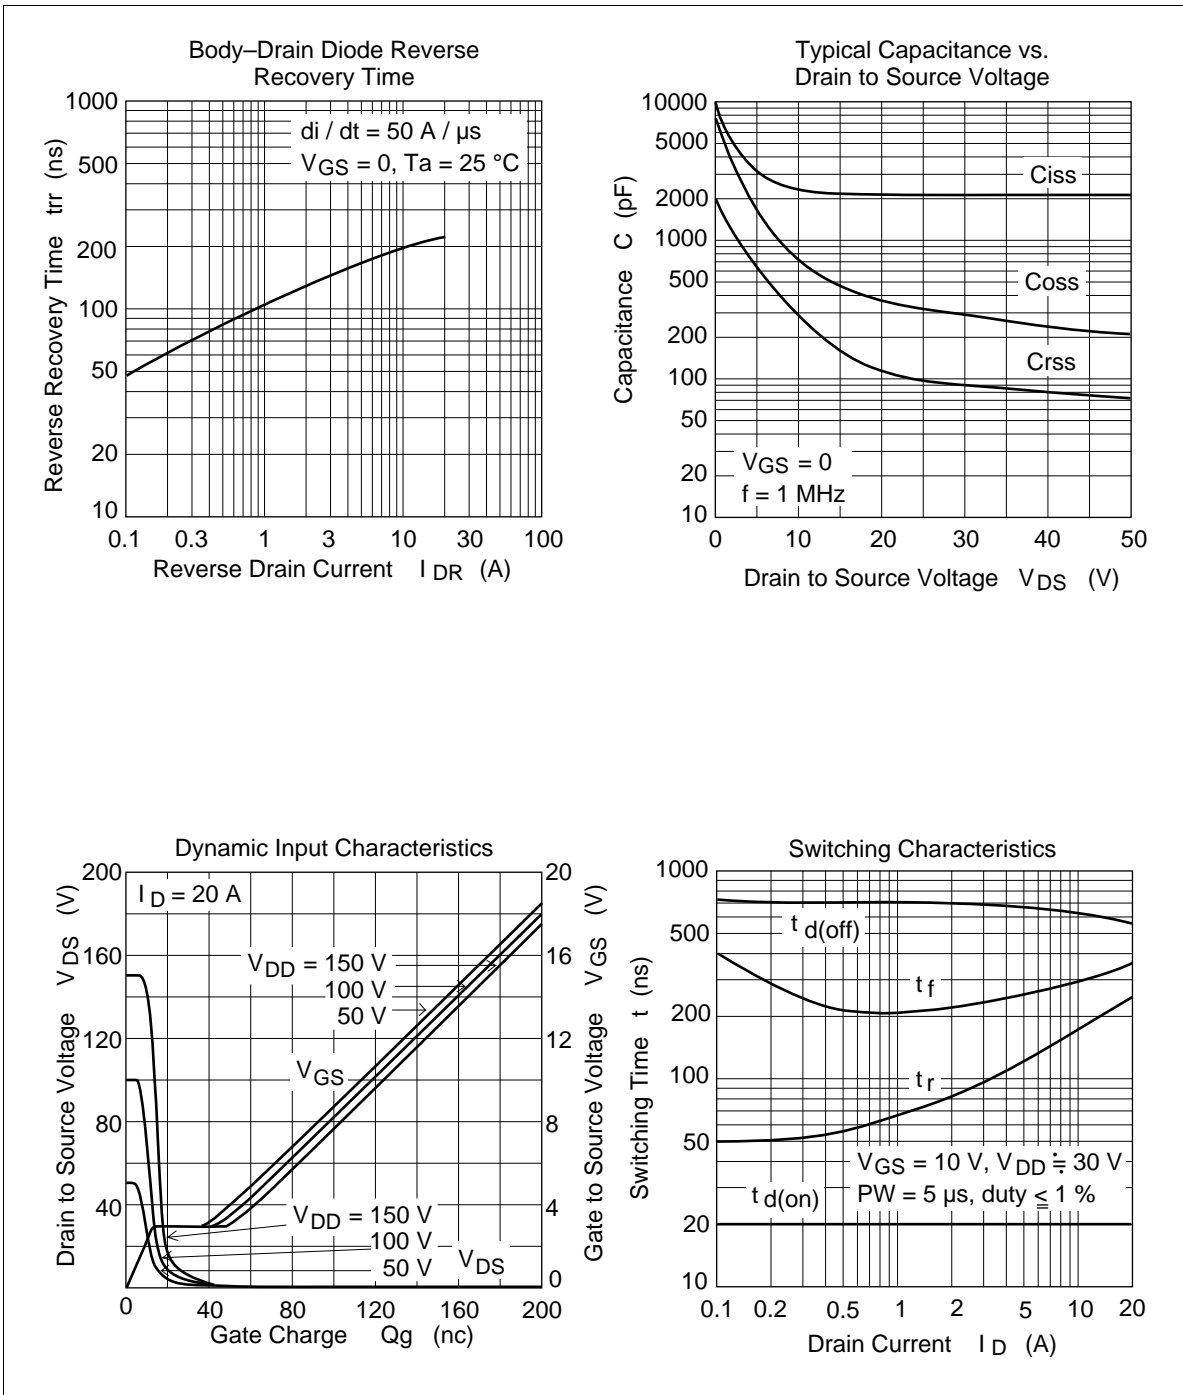 Body–Drain Diode Reverse
Recovery Time
1000
500
200
100
50
20
10
Reverse Recovery Time trr (ns)
di / dt = 50 A / µs
VGS = 0, Ta = 25 °C
0.1 0.3 1 3 10 30 100
Reverse Drain Current I DR (A)
Typical Capacitance vs.
Drain to Source Voltage
10000
5000
2000
1000
500
200
100
50
20
10
Capacitance C (pF)
Ciss
Coss
Crss
VGS = 0
f = 1 MHz
0 10 20 30 40 50
Drain to Source Voltage VDS (V)
Dynamic Input Characteristics
200
160
120
80
40
Drain to Source Voltage VDS (V)
I D = 20 A
VDD = 150 V
100 V
50 V
VGS
VDD = 150 V
100 V
50 V
VDS
20
16
12
8
4
0
Gate to Source Voltage VGS (V)
0 40 80 120 160 200
Gate Charge Qg (nc)
Switching Characteristics
1000
500
200
100
50
20
10
Switching Time t (ns)
t d(off)
t f
t r
VGS = 10 V, VDD ≒ 30 V
PW = 5 µs, duty ≦ 1 %
t d(on)
0.1 0.2 0.5 1 2 5 10 20
Drain Current I D (A)